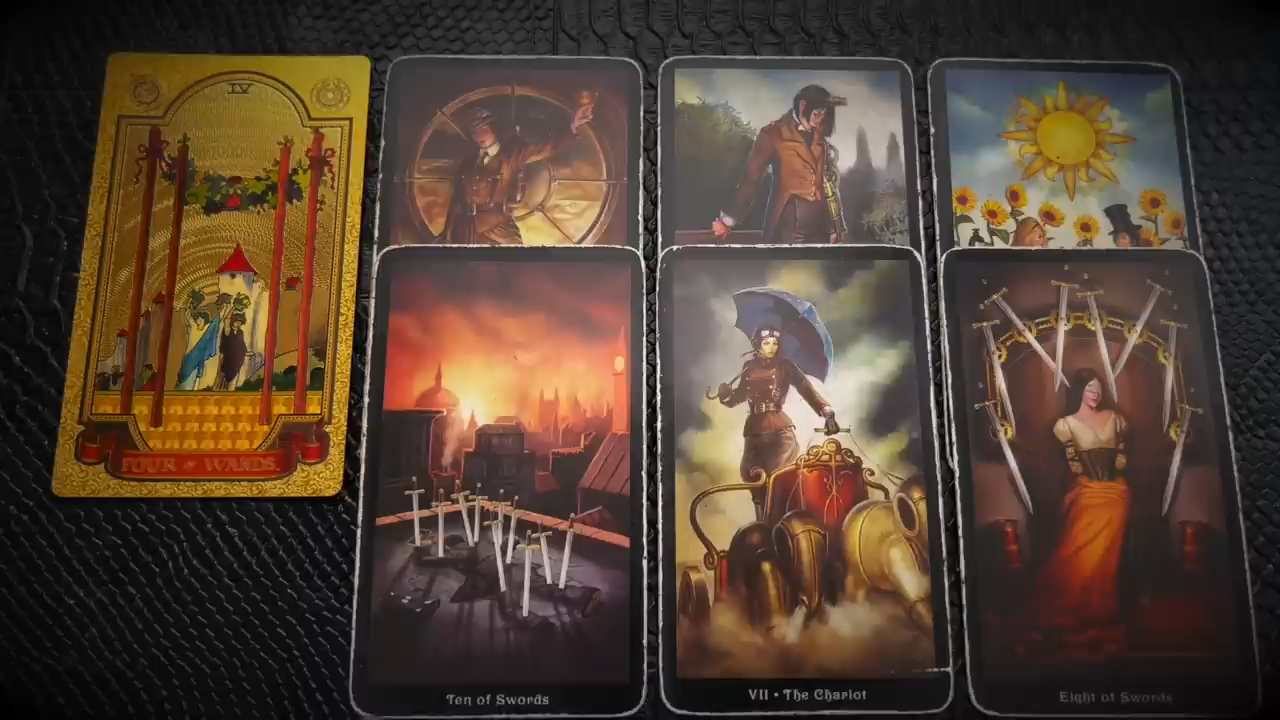 IV
FOUR OF WANDS.
Ten of Swords
VII • The Chariot
Eight of Swords